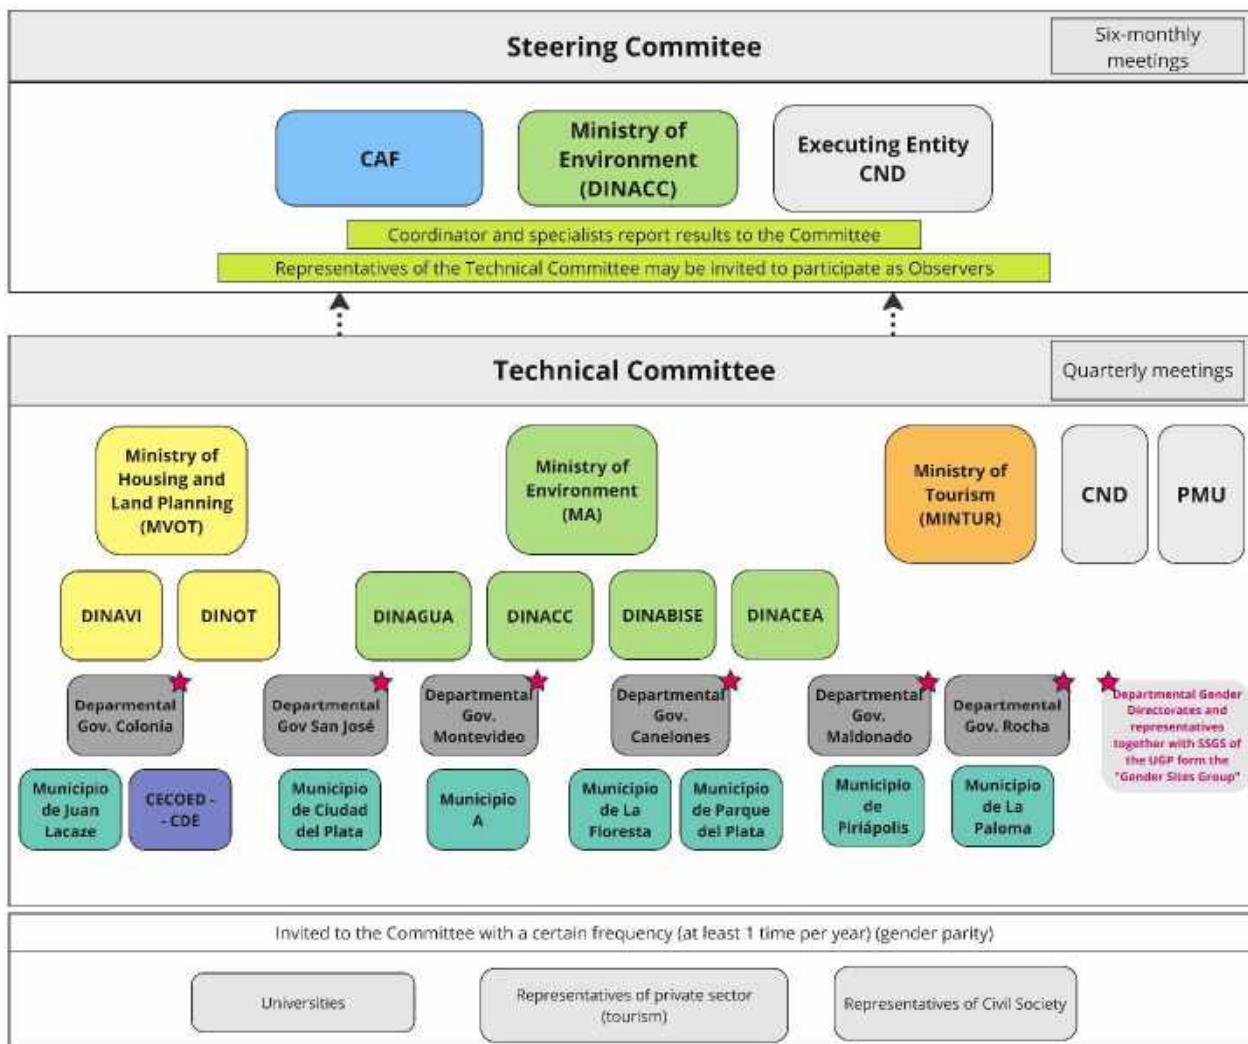 Steering Commitee
Six-monthly
meetings
CAF
Ministry of
Environment
(DINACC)
Executing Entity
CND
Coordinator and specialists report results to the Committee
Representatives of the Technical Committee may be invited to participate as Observers
Technical Committee
Quarterly meetings
Ministry of
Housing and
Land Planning
(MVOT)
Ministry of
Environment
(MA)
Ministry of
Tourism
(MINTUR)
CND
PMU
DINAVI
DINOT
DINAGUA
DINACC
DINABISE
DINACEA
Deparmental
Gov. Colonia
Departmental
Gov San José
Departmental
Gov.
Montevideo
Departmental
Gov.
Canelones
Departmental
Gov.
Maldonado
Departmental
Gov. Rocha
Departmental Gender
Directorates and
representatives
together with SSGS of
the UGP form the
"Gender Sites Group"
Municipio
de Juan
Lacaze
CECOED -
- CDE
Municipio
de Ciudad
del Plata
Municipio
A
Municipio
de La
Floresta
Municipio
de Parque
del Plata
Municipio
de
Piriápolis
Municipio
de La
Paloma
Invited to the Committee with a certain frequency (at least 1 time per year) (gender parity)
Universities
Representatives of private sector
(tourism)
Representatives of Civil Society